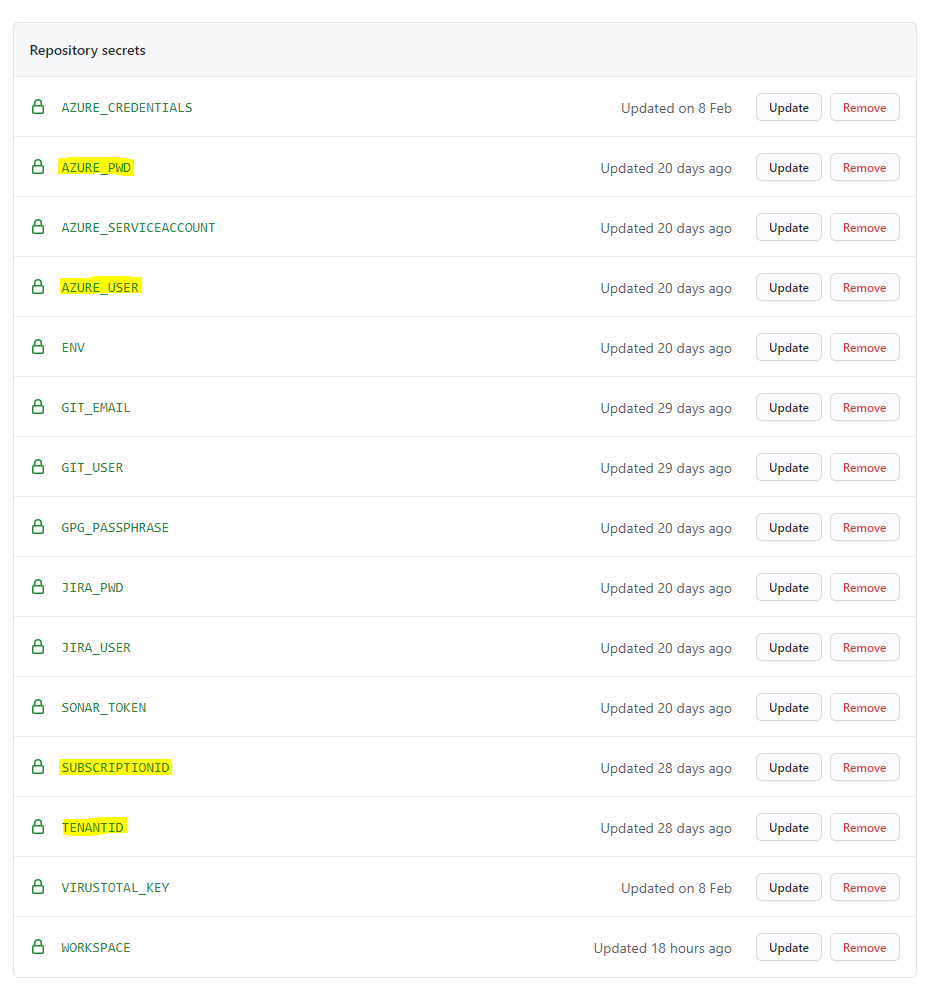 Repository secrets
AZURE_CREDENTIALS Updated on 8 Feb Update Remove
AZURE_PWD Updated 20 days ago Update Remove
AZURE_SERVICEACCOUNT Updated 20 days ago Update Remove
AZURE_USER Updated 20 days ago Update Remove
ENV Updated 20 days ago Update Remove
GIT_EMAIL Updated 29 days ago Update Remove
GIT_USER Updated 29 days ago Update Remove
GPG_PASSPHRASE Updated 20 days ago Update Remove
JIRA_PWD Updated 20 days ago Update Remove
JIRA_USER Updated 20 days ago Update Remove
SONAR_TOKEN Updated 20 days ago Update Remove
SUBSCRIPTIONID Updated 28 days ago Update Remove
TENANTID Updated 28 days ago Update Remove
VIRUSTOTAL_KEY Updated on 8 Feb Update Remove
WORKSPACE Updated 18 hours ago Update Remove